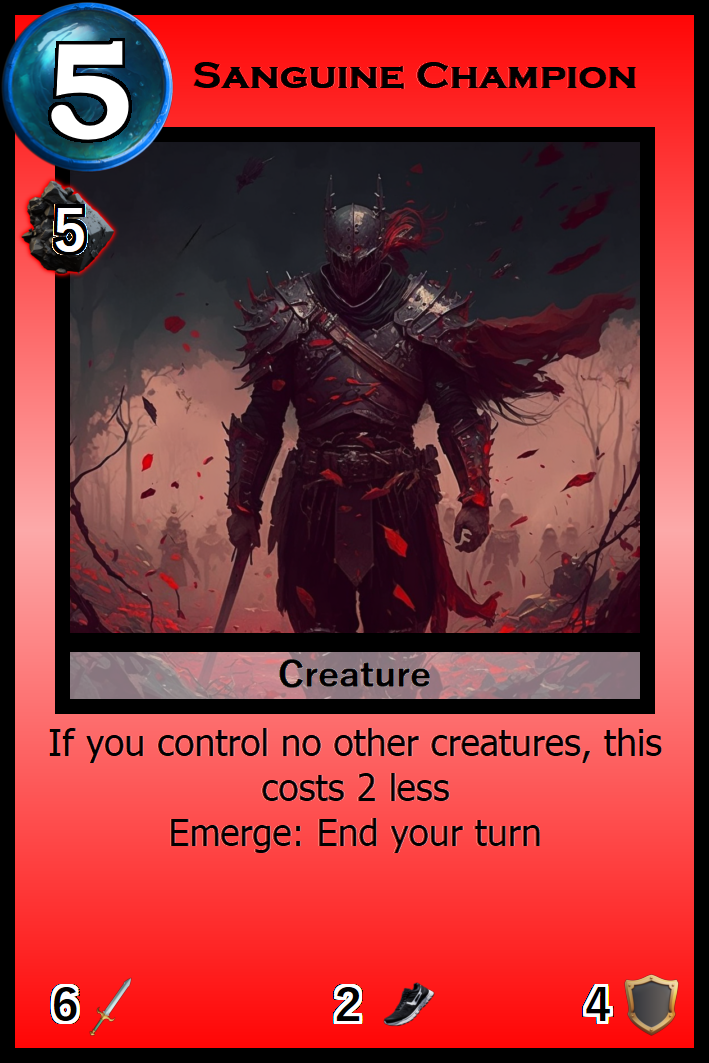 5
Sanguine Champion
5
Creature
If you control no other creatures, this
costs 2 less
Emerge: End your turn
6
2
4